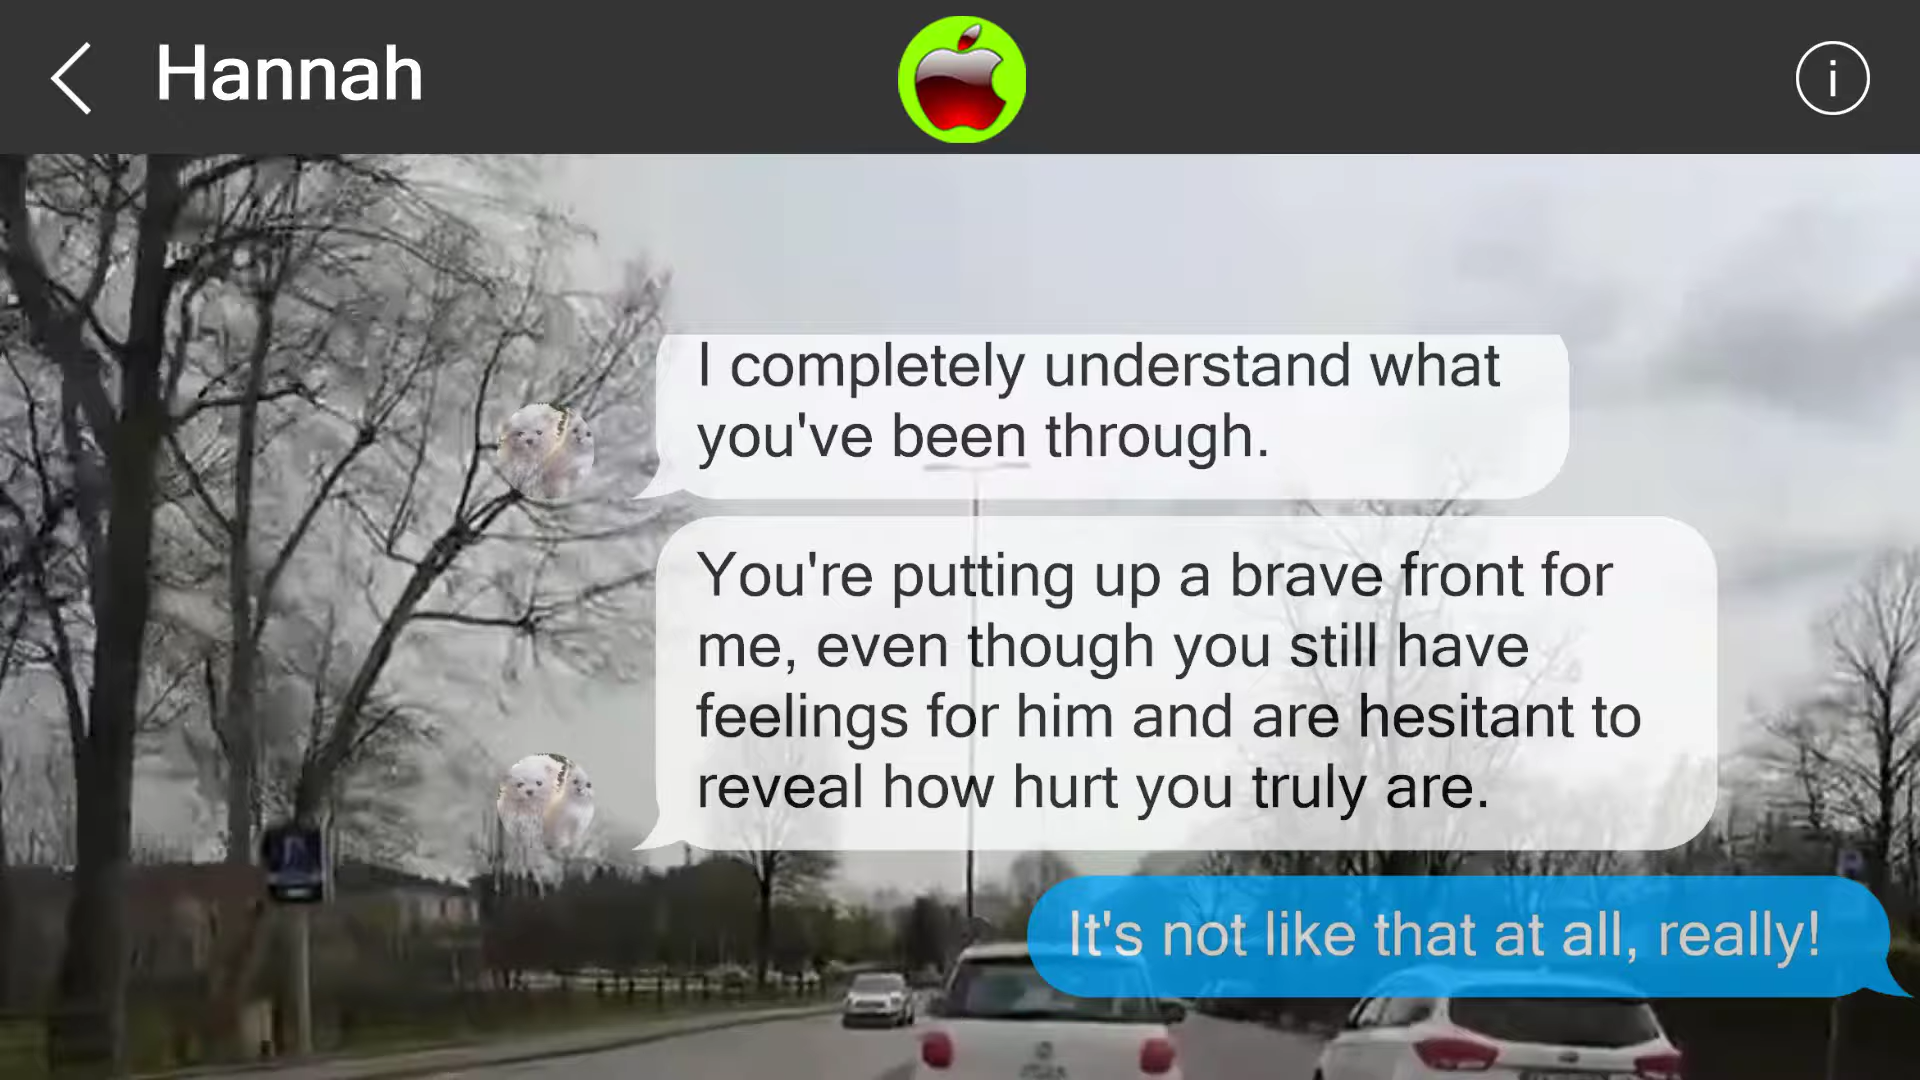 Hannah
I completely understand what
you've been through.
You're putting up a brave front for
me, even though you still have
feelings for him and are hesitant to
reveal how hurt you truly are.
It's not like that at all, really!